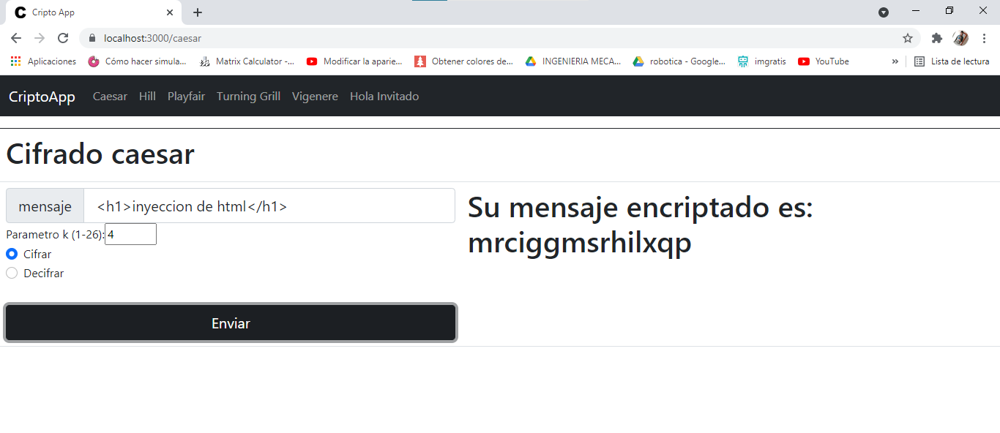 Cripto App
localhost:3000/caesar
Aplicaciones Cómo hacer simula... Matrix Calculator -... Modificar la aparie... Obtener colores de... INGENIERIA MECA... robotica - Google... imgratis YouTube » Lista de lectura
CriptoApp Caesar Hill Playfair Turning Grill Vigenere Hola Invitado
Cifrado caesar
mensaje <h1>inyeccion de html</h1>
Parametro k (1-26): 4
Cifrar
Decifrar
Enviar
Su mensaje encriptado es:
mrciggmsrhilxqp